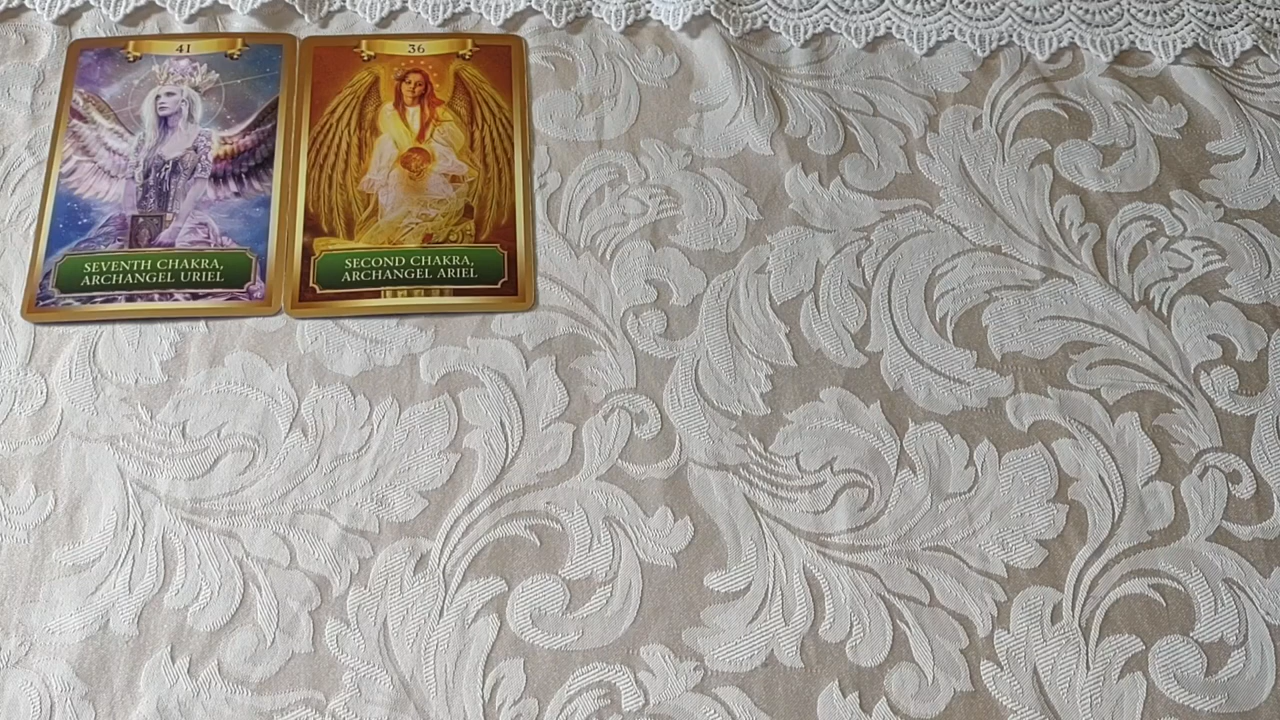 41
SEVENTH CHAKRA,
ARCHANGEL URIEL
36
SECOND CHAKRA,
ARCHANGEL ARIEL